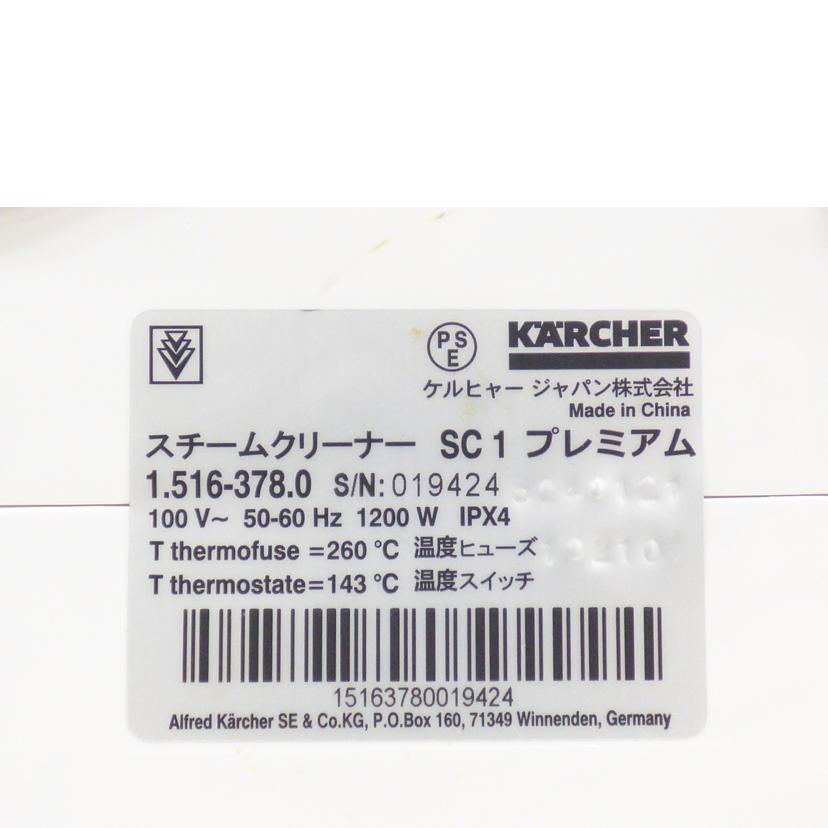 PSE
KÄRCHER
ケルヒャー ジャパン株式会社
Made in China
スチームクリーナー SC 1 プレミアム
1.516-378.0 S/N: 019424
100 V~ 50-60 Hz 1200 W IPX4
T thermofuse =260 °C 温度ヒューズ
T thermostate=143 °C 温度スイッチ
15163780019424
Alfred Kärcher SE & Co.KG, P.O.Box 160, 71349 Winnenden, Germany